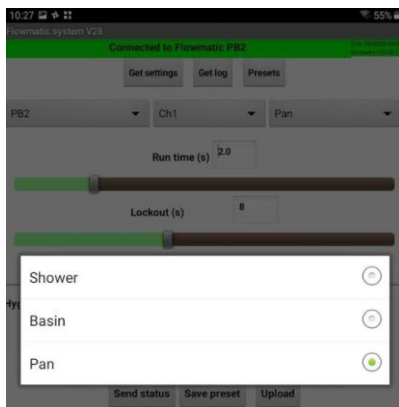 10:27 55%
Flowmatic system V28
Connected to Flowmatic PB2
Get settings Get log Presets
PB2 Ch1 Pan
Run time (s) 2.0
Lockout (s) 8
Shower
Basin
Pan
Send status Save preset Upload